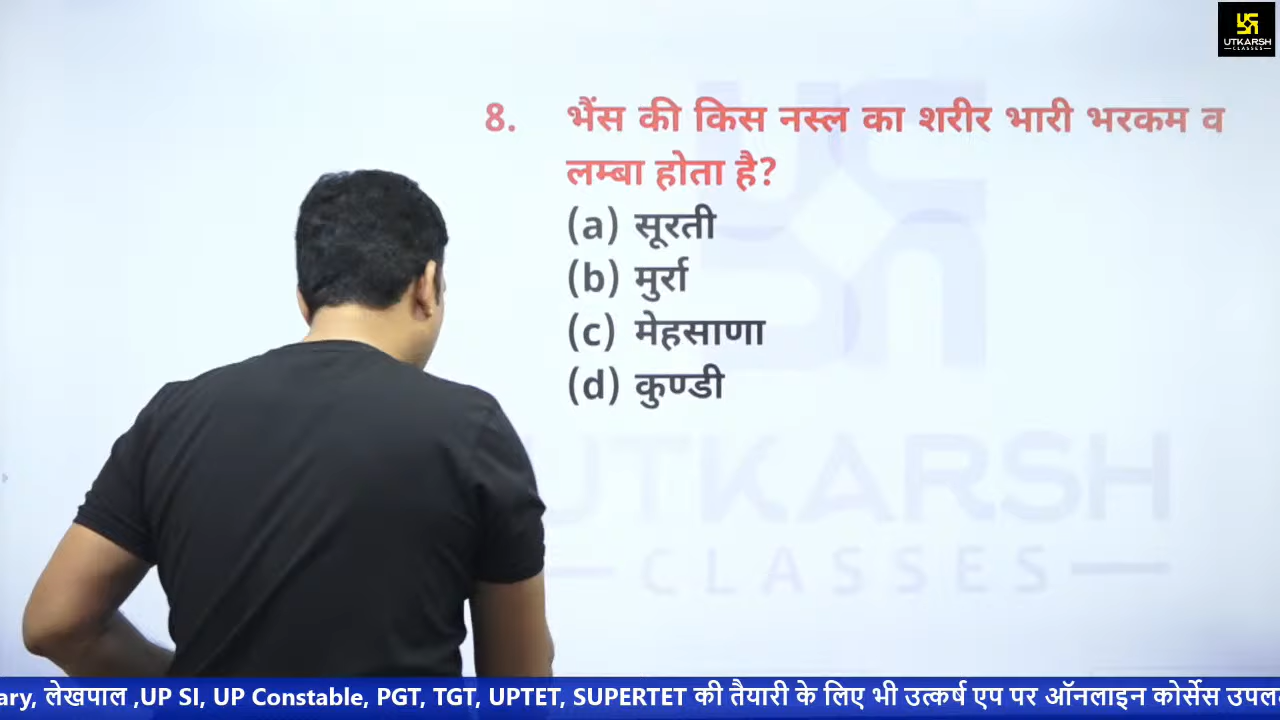 UTKARSH
CLASSES
8. भैंस की किस नस्ल का शरीर भारी भरकम व
लम्बा होता है?
(a) सूरती
(b) मुर्रा
(c) मेहसाणा
(d) कुण्डी
UTKARSH
CLASSES
ary, लेखपाल ,UP SI, UP Constable, PGT, TGT, UPTET, SUPERTET की तैयारी के लिए भी उत्कर्ष एप पर ऑनलाइन कोर्सेस उपल